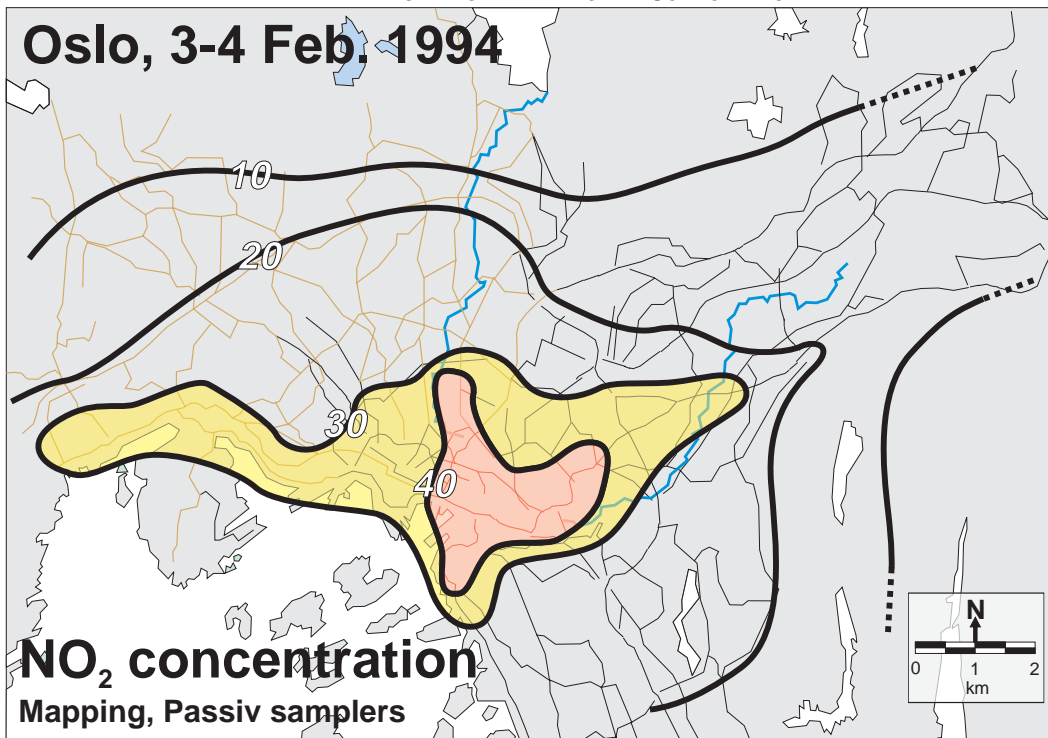 Oslo, 3-4 Feb. 1994
10
20
30
40
N
0 1 2
km
NO₂ concentration
Mapping, Passiv samplers